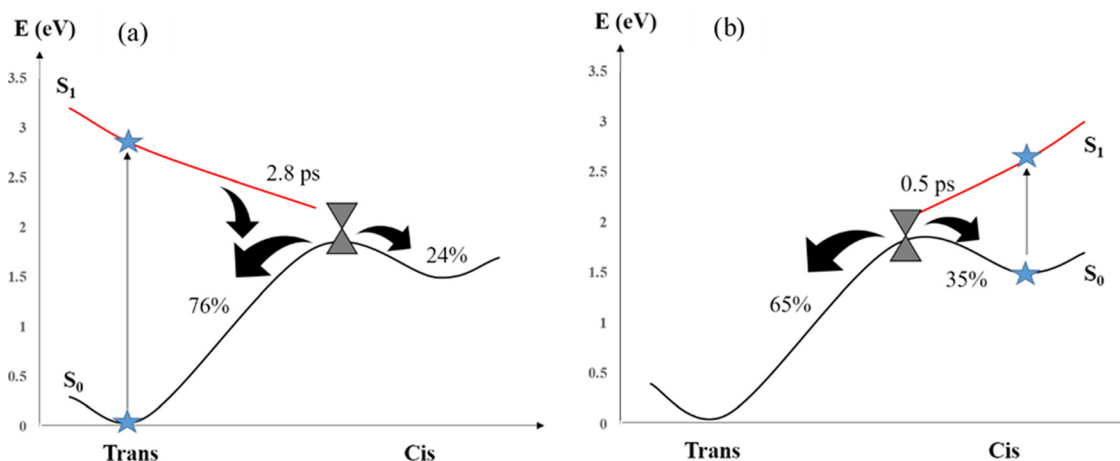 E (eV)
(a)
3.5
3
2.5
2
1.5
1
0.5
0
S₁
2.8 ps
24%
76%
S₀
Trans
Cis
E (eV)
(b)
3.5
3
2.5
2
1.5
1
0.5
0
S₁
0.5 ps
35%
65%
S₀
Trans
Cis